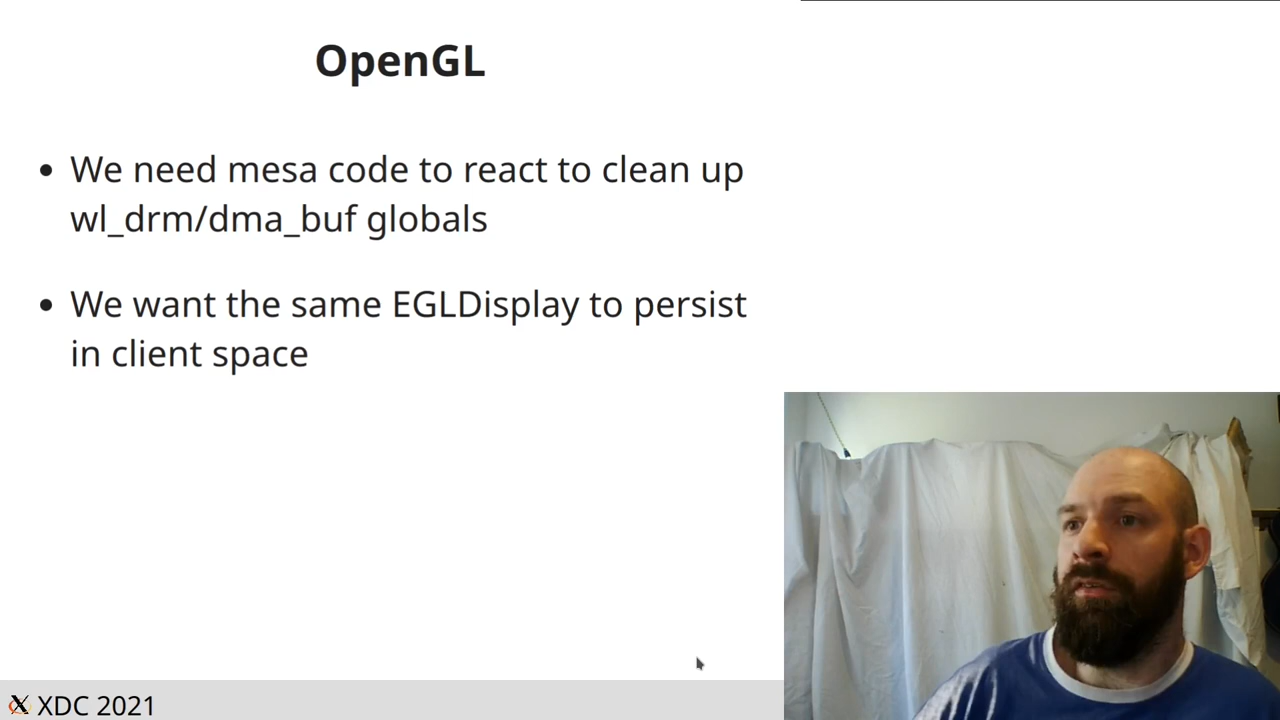 OpenGL
• We need mesa code to react to clean up
wl_drm/dma_buf globals
• We want the same EGLDisplay to persist
in client space
XDC 2021